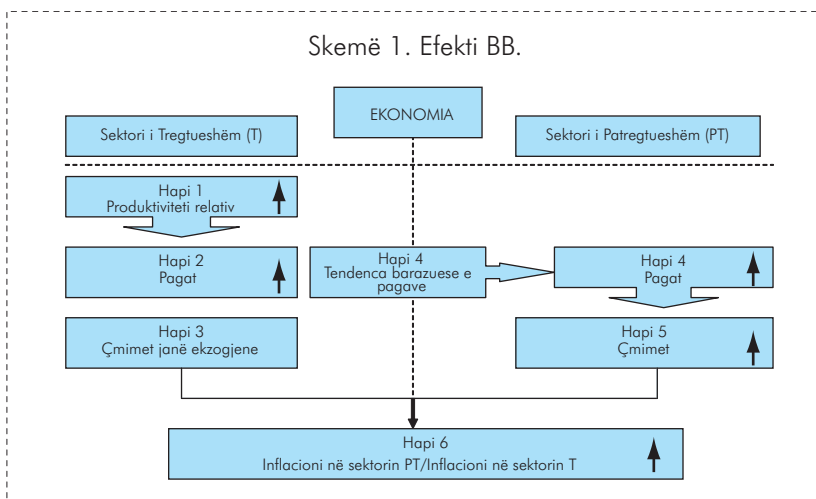 Skemë 1. Efekti BB.
EKONOMIA
Sektori i Tregtueshëm (T)
Sektori i Patregtueshëm (PT)
Hapi 1
Produktiviteti relativ
Hapi 2
Pagat
Hapi 4
Tendenca barazuese e
pagave
Hapi 4
Pagat
Hapi 3
Çmimet janë ekzogjene
Hapi 5
Çmimet
Hapi 6
Inflacioni në sektorin PT/Inflacioni në sektorin T